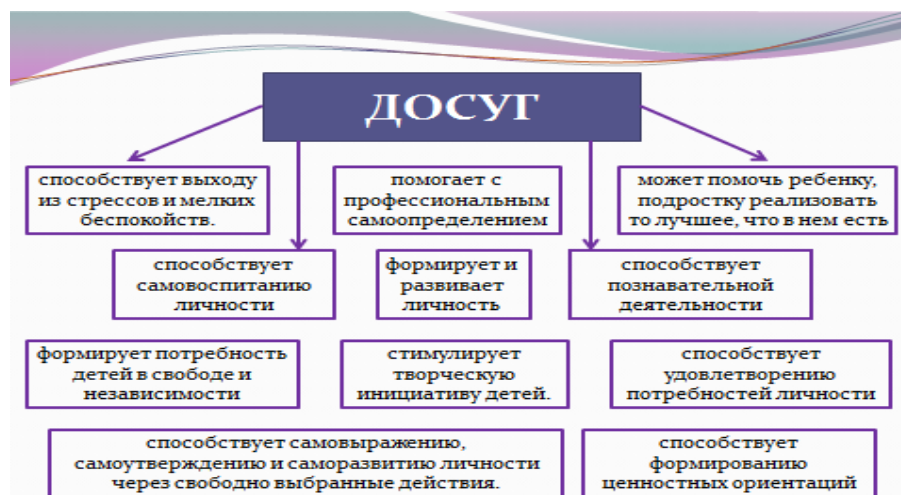 ДОСУГ
способствует выходу
из стрессов и мелких
беспокойств.
помогает с
профессиональным
самоопределением
может помочь ребенку,
подростку реализовать
то лучшее, что в нем есть
способствует
самовоспитанию
личности
формирует и
развивает
личность
способствует
познавательной
деятельности
формирует потребность
детей в свободе и
независимости
стимулирует
творческую
инициативу детей.
способствует
удовлетворению
потребностей личности
способствует самовыражению,
самоутверждению и саморазвитию личности
через свободно выбранные действия.
способствует
формированию
ценностных ориентаций